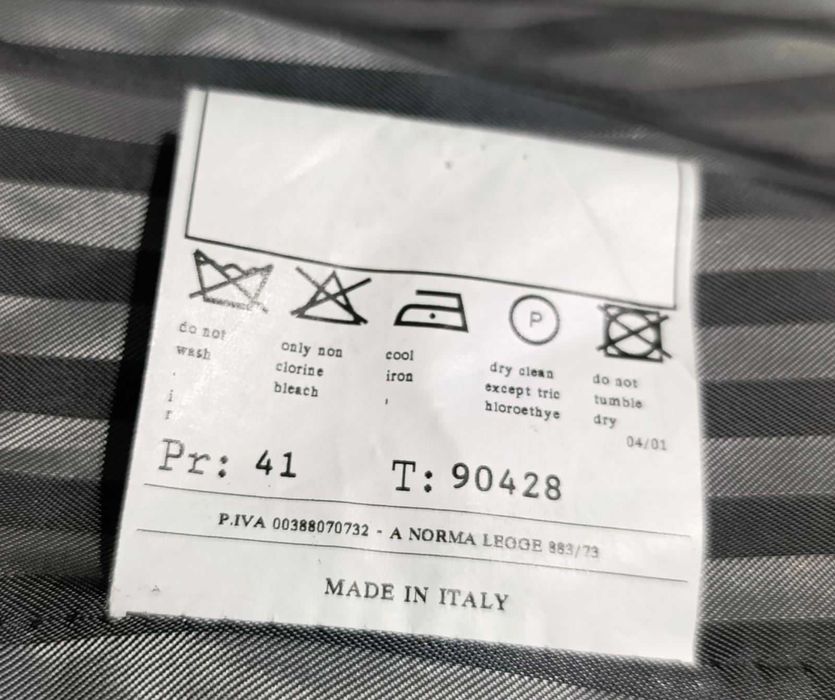 P
do not
wash
only non
clorine
bleach
cool
iron
dry clean
except tric
hloroethye
do not
tumble
dry
i
r
04/01
Pr: 41 T: 90428
P.IVA 00388070732 - A NORMA LEGGE 883/73
MADE IN ITALY